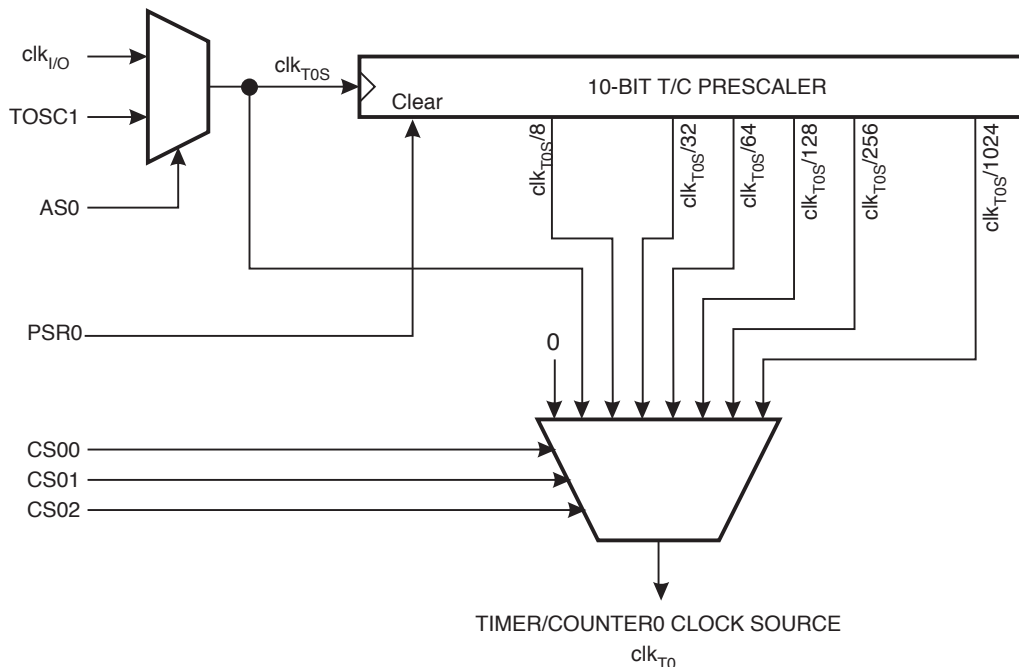 clkI/O
clkT0S
10-BIT T/C PRESCALER
TOSC1
Clear
clkT0S/8
clkT0S/32
clkT0S/64
clkT0S/128
clkT0S/256
clkT0S/1024
AS0
PSR0
0
CS00
CS01
CS02
TIMER/COUNTER0 CLOCK SOURCE
clkT0